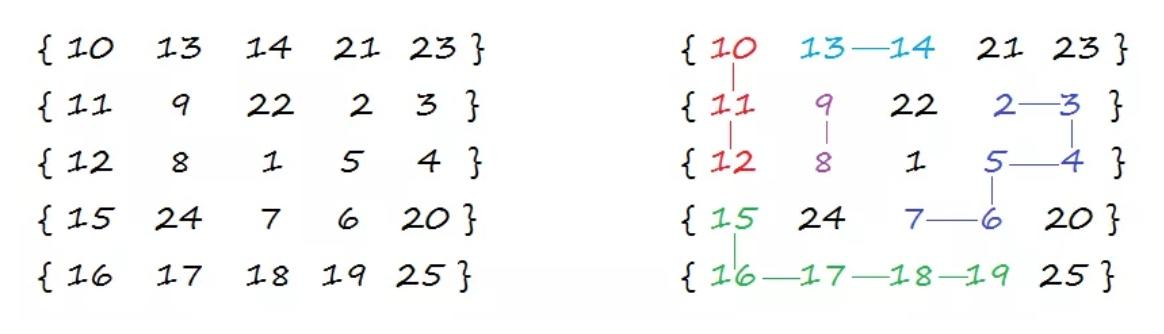 { 10 13 14 21 23 } { 10 13 14 21 23 }
{ 11 9 22 2 3 } { 11 9 22 2 3 }
{ 12 8 1 5 4 } { 12 8 1 5 4 }
{ 15 24 7 6 20 } { 15 24 7 6 20 }
{ 16 17 18 19 25 } { 16 17 18 19 25 }